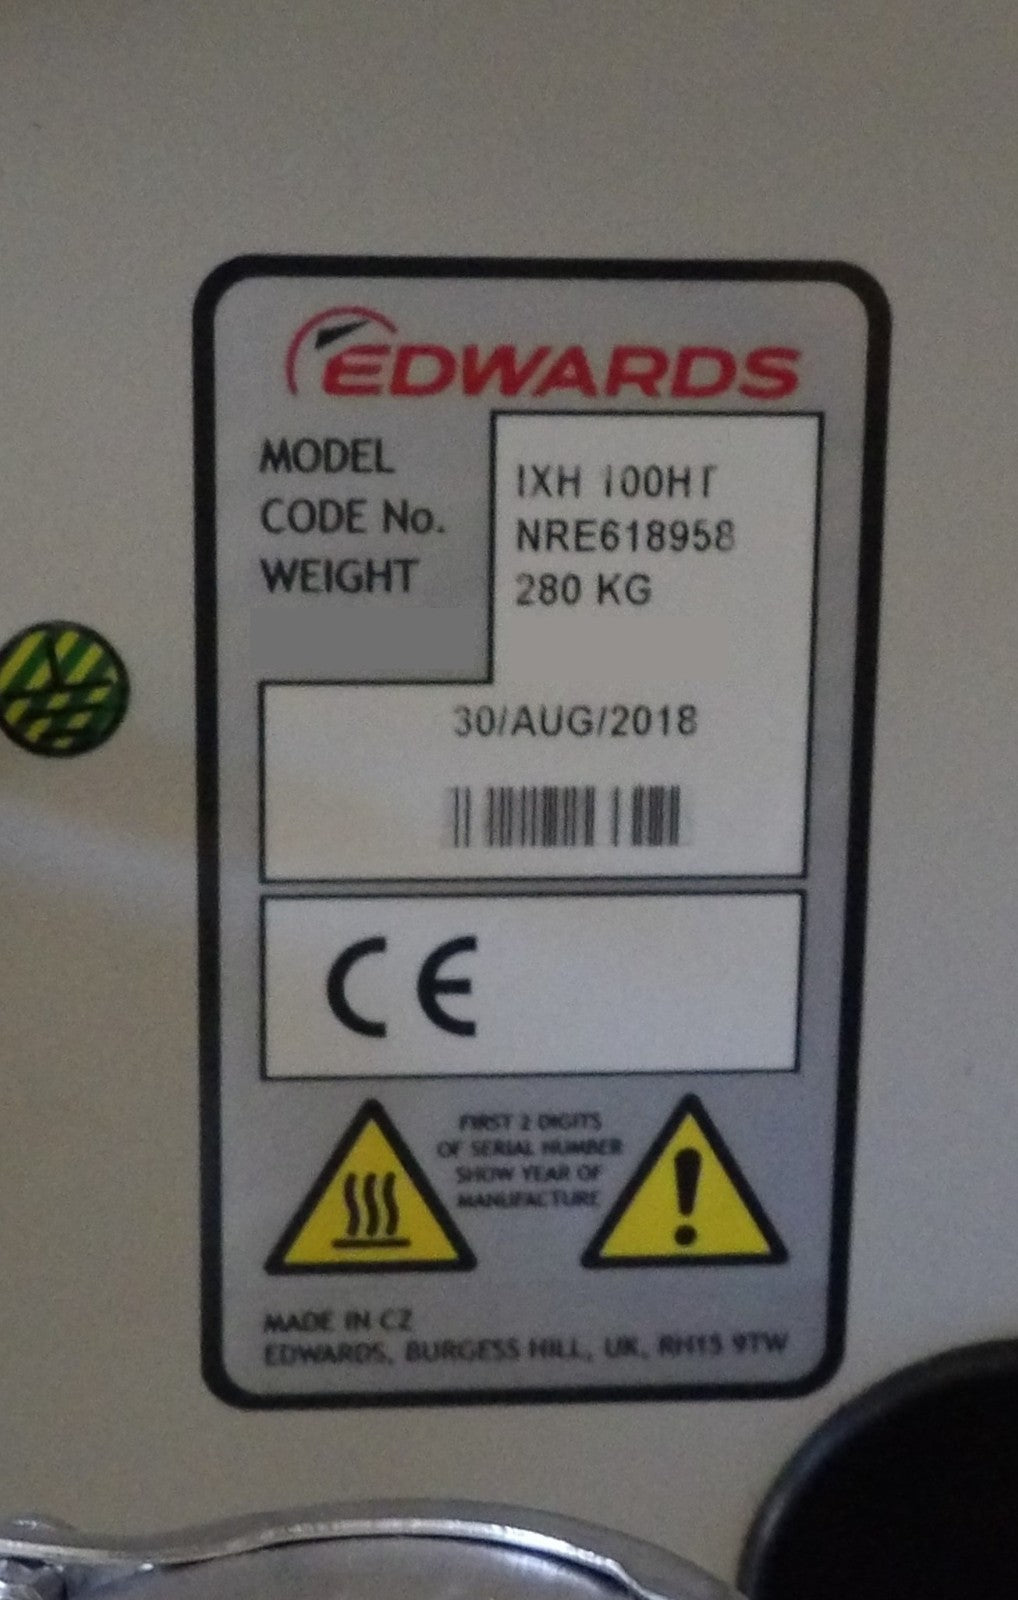 EDWARDS
MODEL IXH 100HT
CODE No. NRE618958
WEIGHT 280 KG
30/AUG/2018
CE
FIRST 2 DIGITS
OF SERIAL NUMBER
SHOW YEAR OF
MANUFACTURE
MADE IN CZ
EDWARDS, BURGESS HILL, UK, RH15 9TW